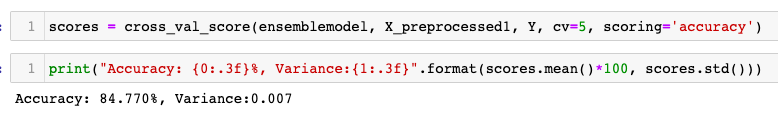 1 scores = cross_val_score(ensemblemodel, X_preprocessed1, Y, cv=5, scoring='accuracy')
1 print("Accuracy: {0:.3f}%, Variance:{1:.3f}".format(scores.mean()*100, scores.std()))
Accuracy: 84.770%, Variance:0.007